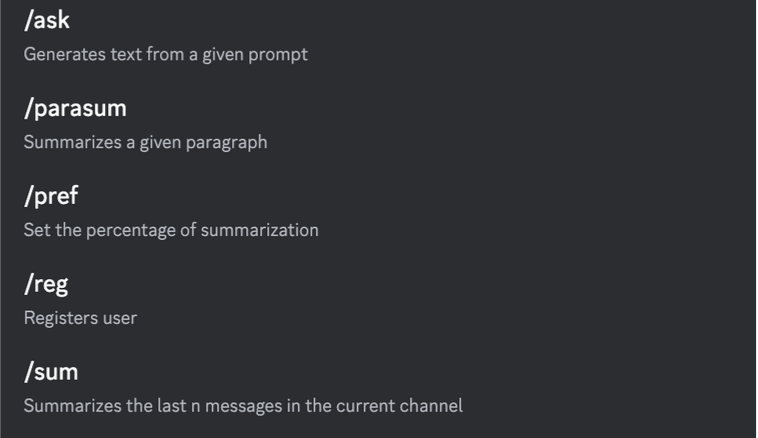 /ask
Generates text from a given prompt
/parasum
Summarizes a given paragraph
/pref
Set the percentage of summarization
/reg
Registers user
/sum
Summarizes the last n messages in the current channel